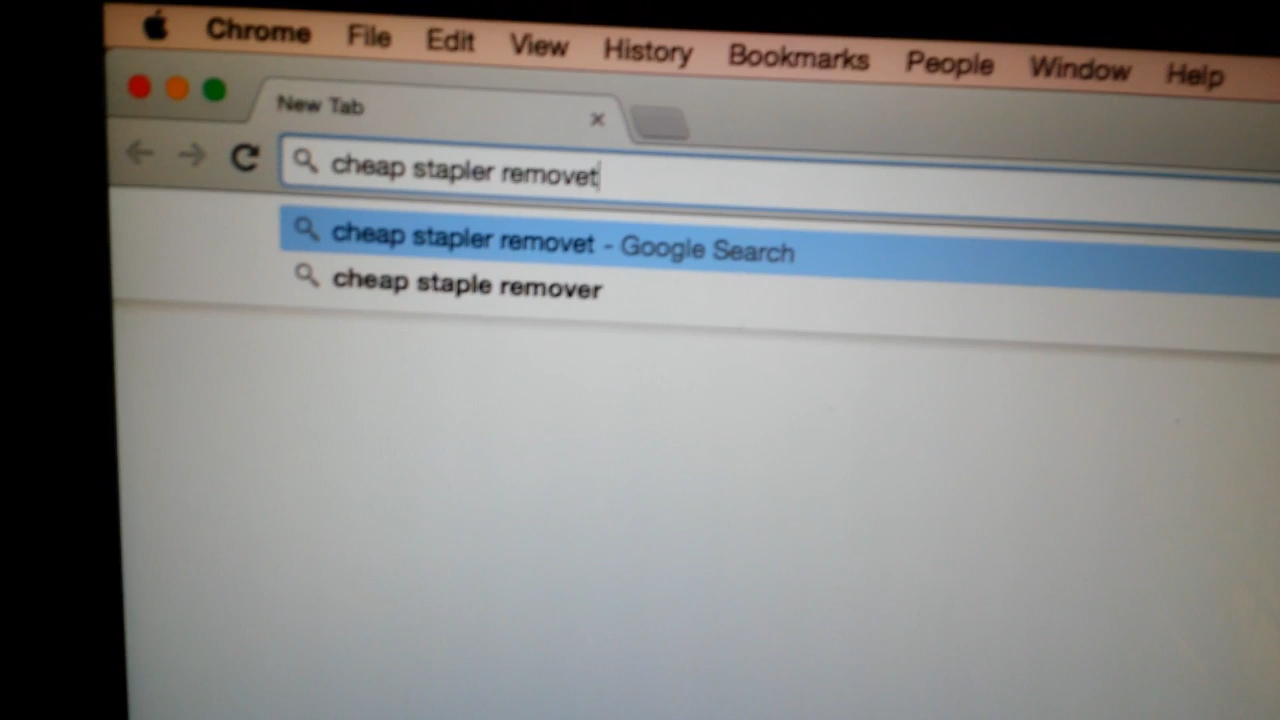 Chrome File Edit View History Bookmarks People Window Help
New Tab
cheap stapler removet
cheap stapler removet - Google Search
cheap staple remover